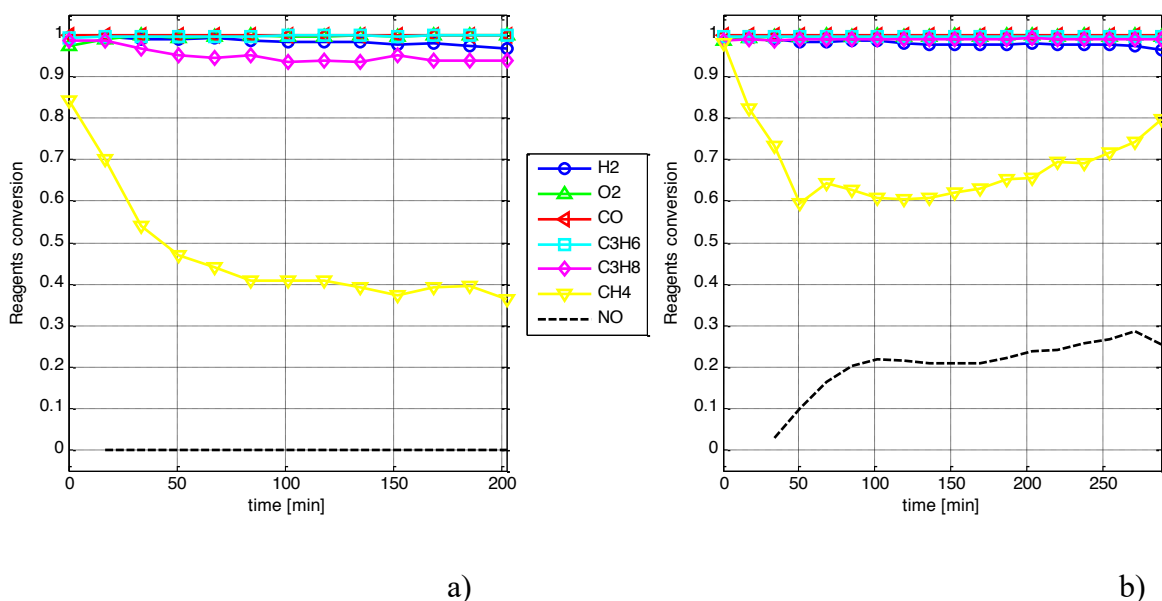 1
0.9
0.8
0.7
0.6
0.5
0.4
0.3
0.2
0.1
0
Reagents conversion
0 50 100 150 200
time [min]
H2
O2
CO
C3H6
C3H8
CH4
NO
1
0.9
0.8
0.7
0.6
0.5
0.4
0.3
0.2
0.1
0
Reagents conversion
0 50 100 150 200 250
time [min]
a) b)